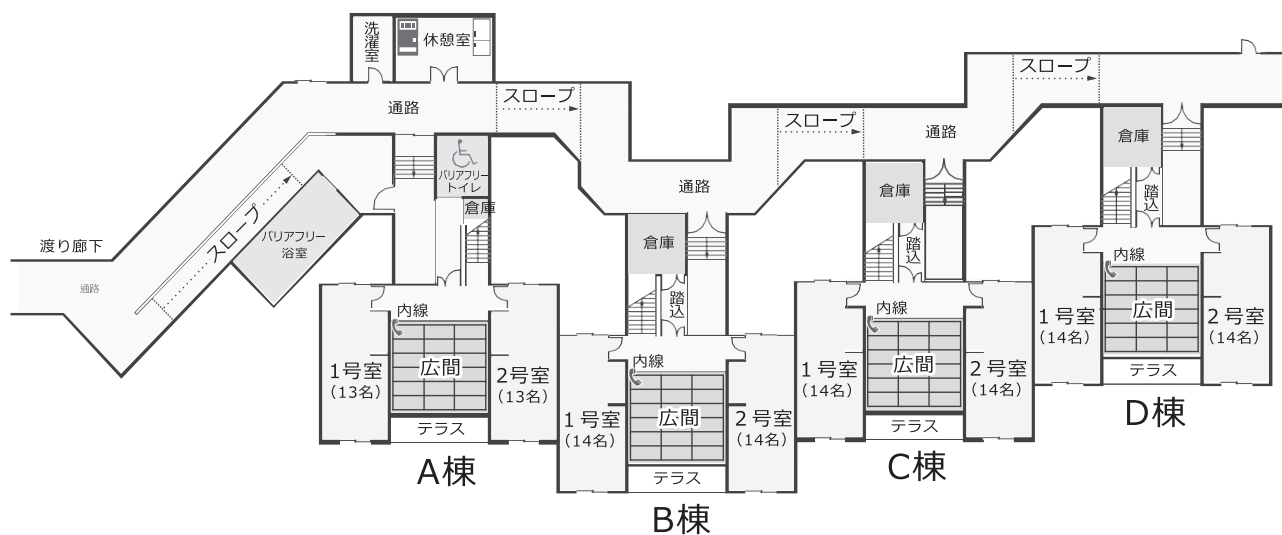 洗濯室
休憩室
通路
スロープ
スロープ
通路
スロープ
通路
渡り廊下
通路
スロープ
バリアフリー
浴室
バリアフリー
トイレ
倉庫
内線
広間
1号室
(13名)
2号室
(13名)
テラス
A棟
倉庫
踏込
内線
広間
1号室
(14名)
2号室
(14名)
テラス
B棟
倉庫
踏込
内線
広間
1号室
(14名)
2号室
(14名)
テラス
C棟
倉庫
踏込
内線
広間
1号室
(14名)
2号室
(14名)
テラス
D棟